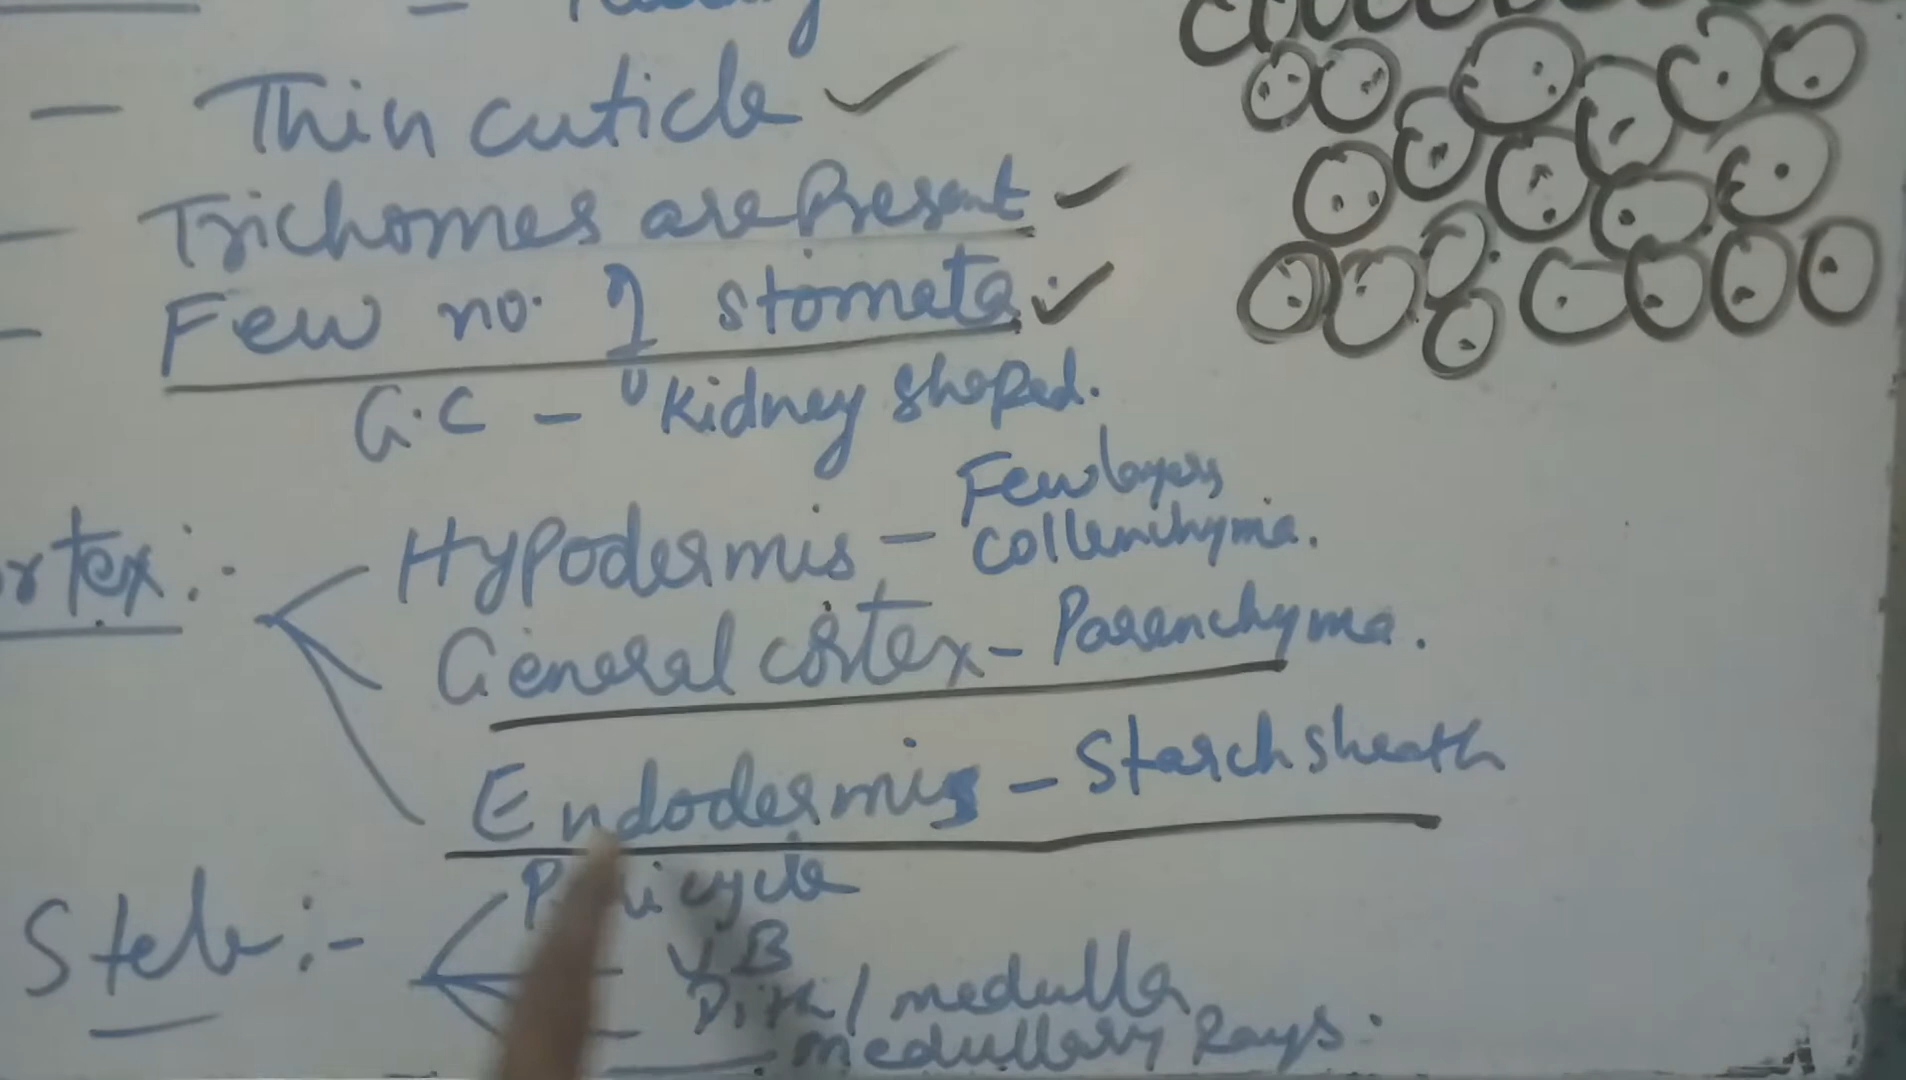 - Thin cuticle ✓
- Trichomes are Present ✓
- Few no. of stomata. ✓
G.C - Kidney shaped.
Few layers
Hypodermis - collenchyma.
rtex :-
General cortex - Parenchyma.
Endodermis - Starch sheath
Pericycle
Stele :-
VB
Pith / medulla
medullary Rays.